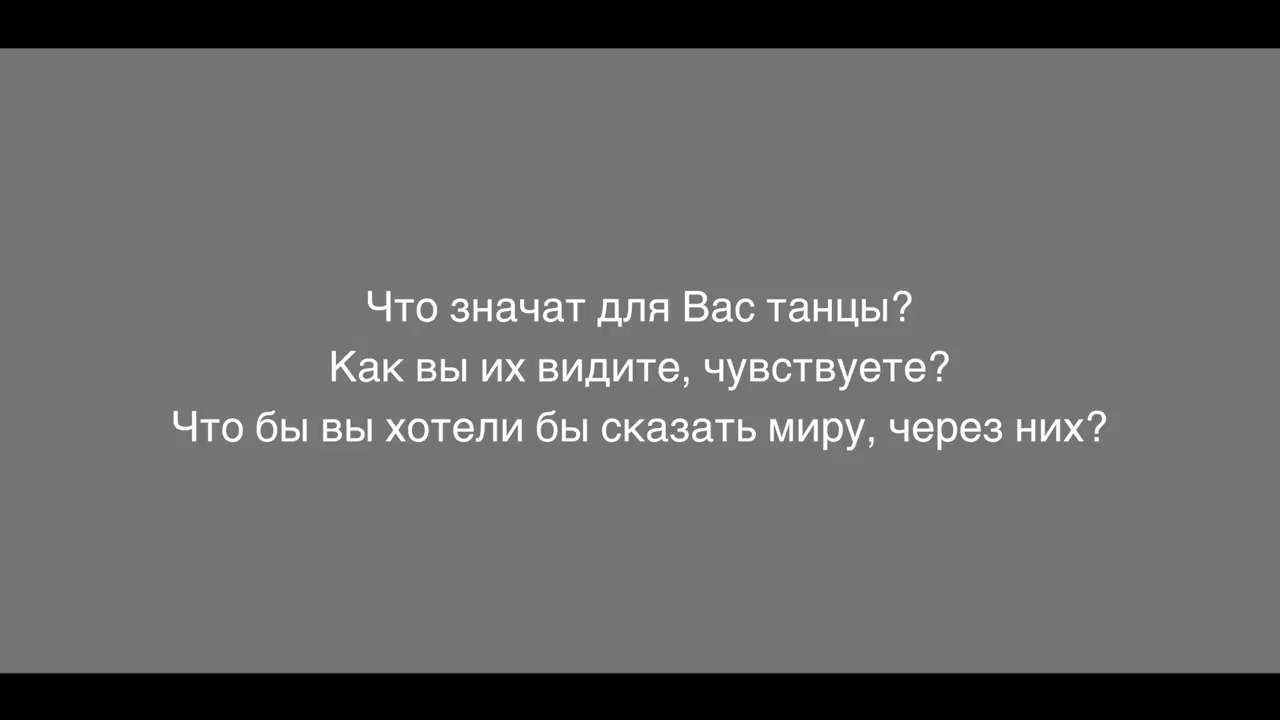 Что значат для Вас танцы?
Как вы их видите, чувствуете?
Что бы вы хотели бы сказать миру, через них?